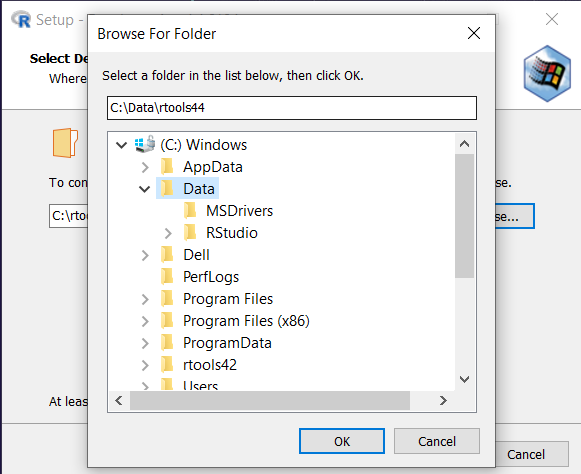 Setup -
Browse For Folder
Select De
Where
Select a folder in the list below, then click OK.
C:\Data\rtools44
(C:) Windows
AppData
Data
MSDrivers
RStudio
Dell
PerfLogs
Program Files
Program Files (x86)
ProgramData
rtools42
Users
To con
se.
C:\rto
se...
At leas
OK
Cancel
Cancel